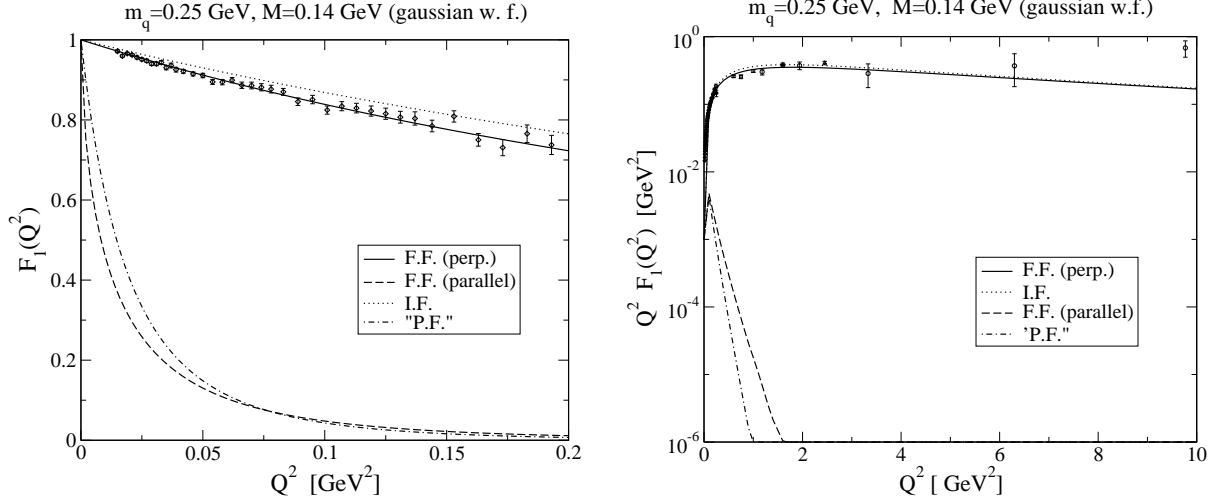 m_q=0.25 GeV, M=0.14 GeV (gaussian w. f.)
1
0.8
0.6
0.4
0.2
0
F_1(Q^2)
F.F. (perp.)
F.F. (parallel)
I.F.
"P.F."
0 0.05 0.1 0.15 0.2
Q^2 [GeV^2]
m_q=0.25 GeV, M=0.14 GeV (gaussian w.f.)
10^0
10^-2
10^-4
10^-6
Q^2 F_1(Q^2) [GeV^2]
F.F. (perp.)
I.F.
F.F. (parallel)
'P.F."
0 2 4 6 8 10
Q^2 [ GeV^2]